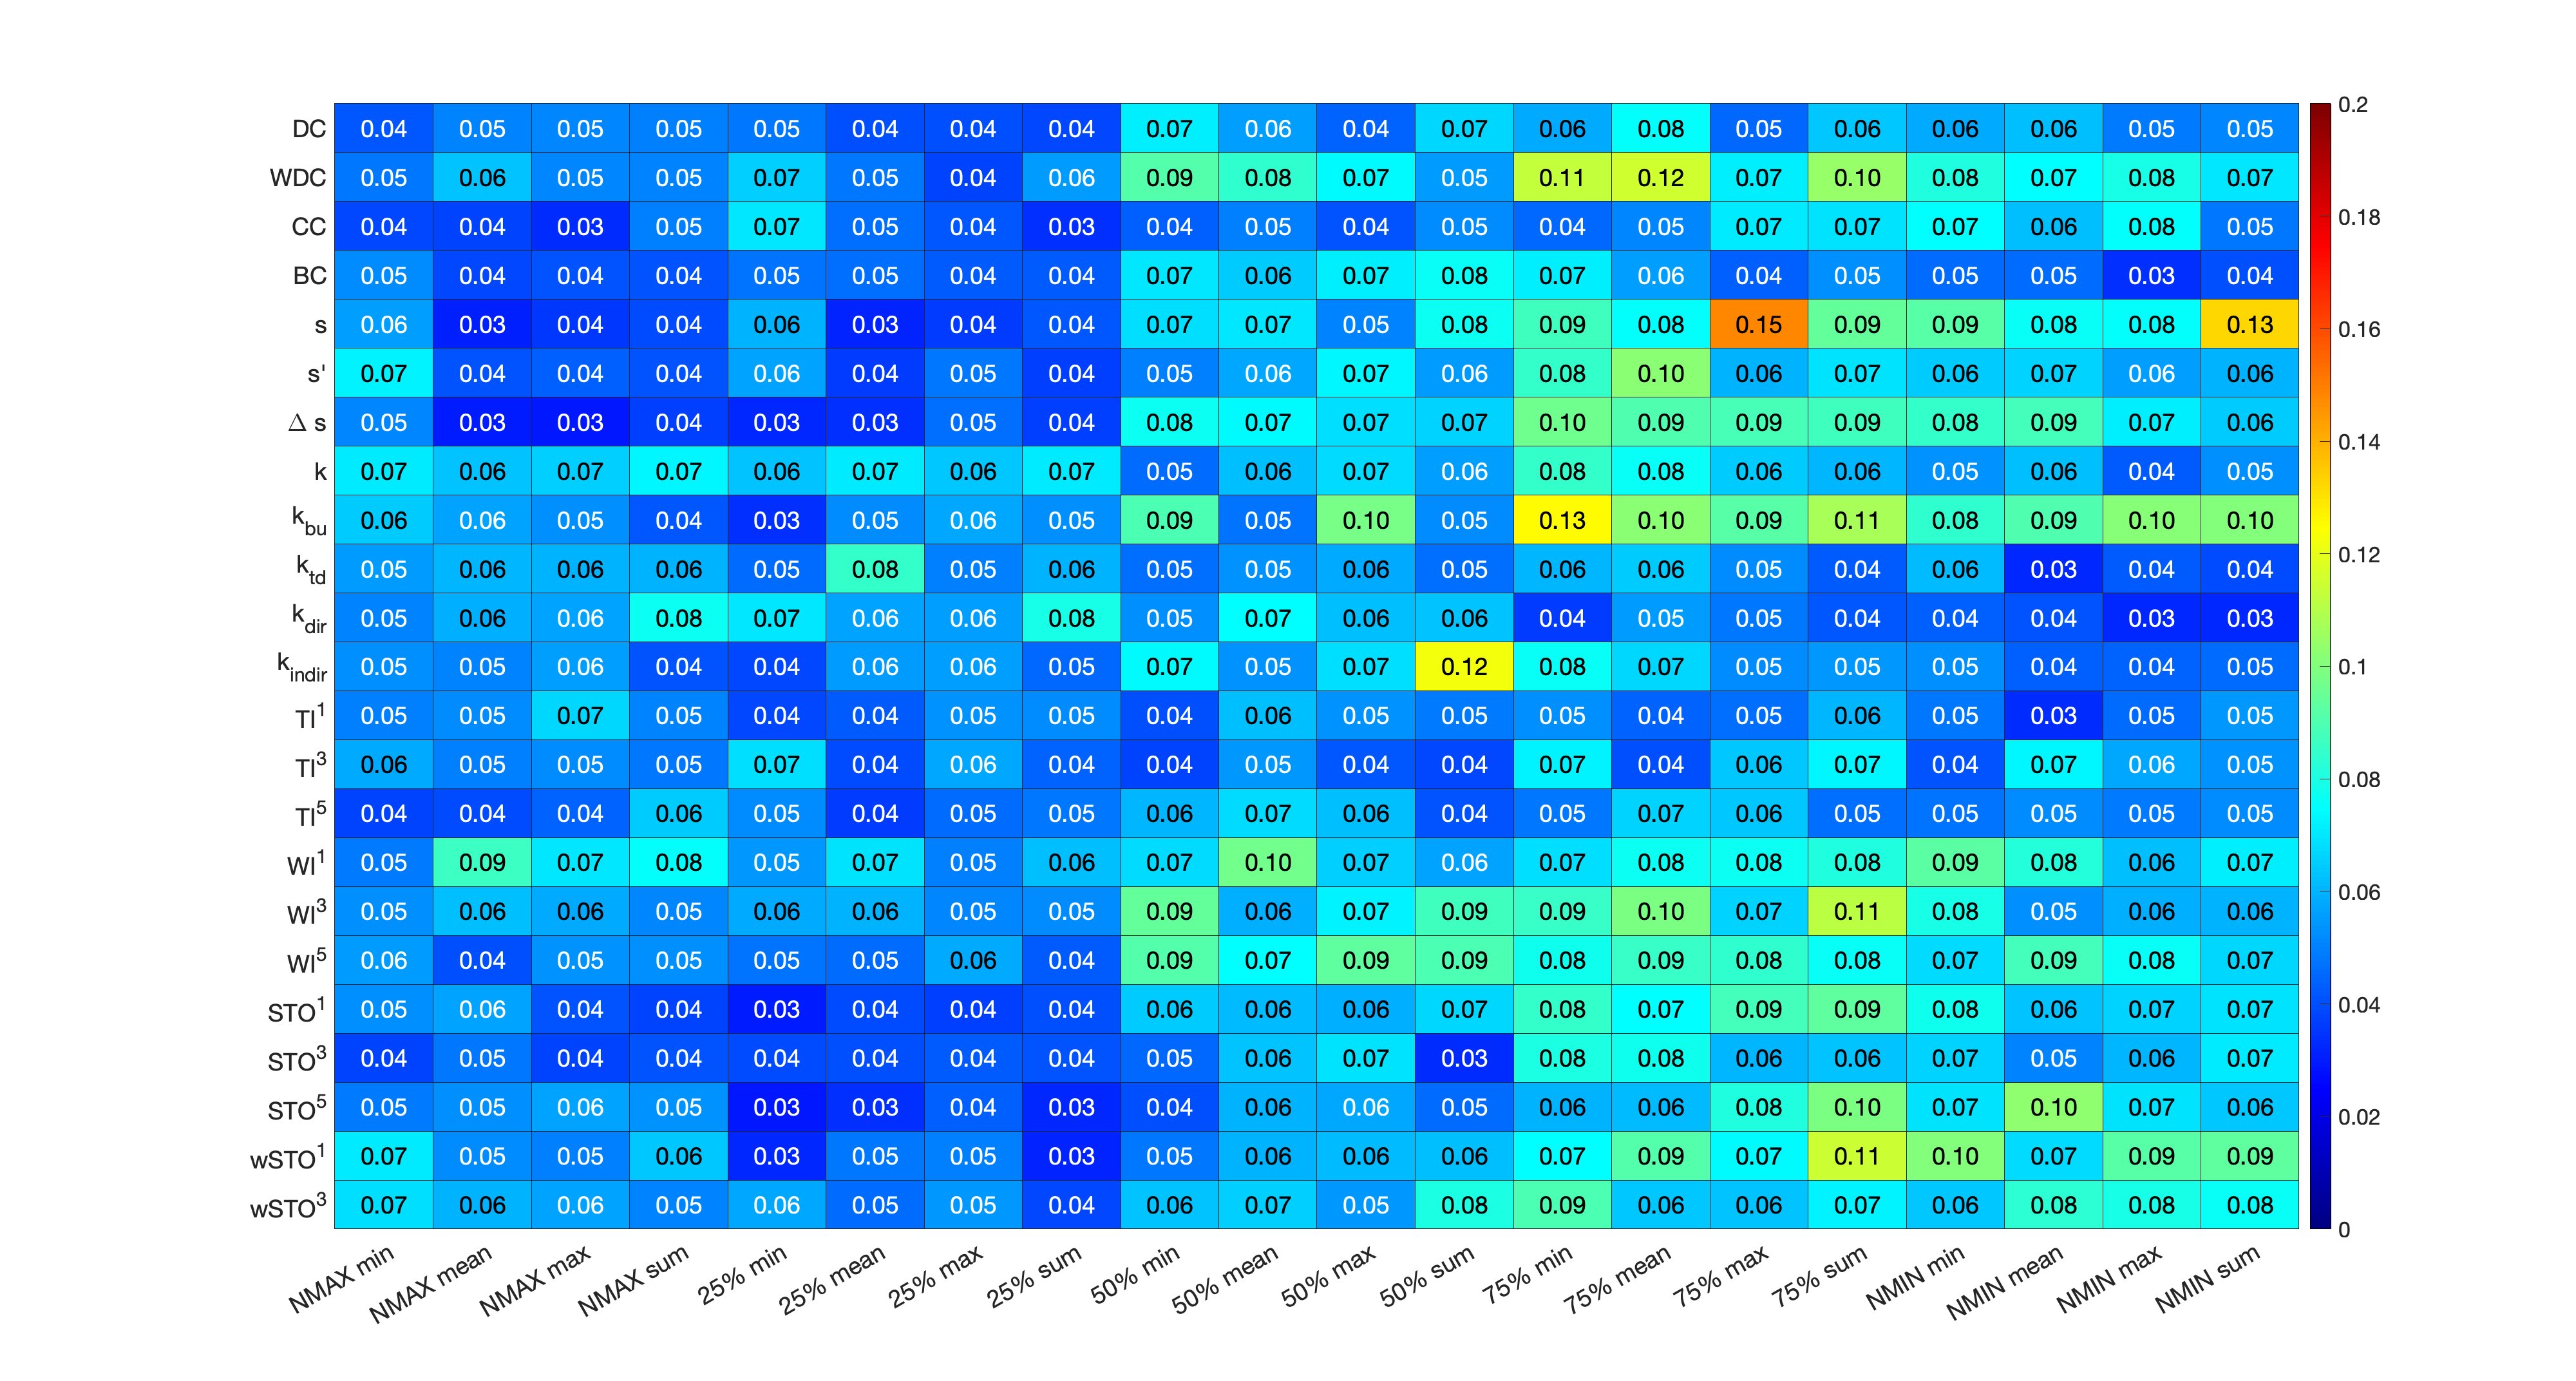 DC 0.04 0.05 0.05 0.05 0.05 0.04 0.04 0.04 0.07 0.06 0.04 0.07 0.06 0.08 0.05 0.06 0.06 0.06 0.05 0.05
WDC 0.05 0.06 0.05 0.05 0.07 0.05 0.04 0.06 0.09 0.08 0.07 0.05 0.11 0.12 0.07 0.10 0.08 0.07 0.08 0.07
CC 0.04 0.04 0.03 0.05 0.07 0.05 0.04 0.03 0.04 0.05 0.04 0.05 0.04 0.05 0.07 0.07 0.07 0.06 0.08 0.05
BC 0.05 0.04 0.04 0.04 0.05 0.05 0.04 0.04 0.07 0.06 0.07 0.08 0.07 0.06 0.04 0.05 0.05 0.05 0.03 0.04
s 0.06 0.03 0.04 0.04 0.06 0.03 0.04 0.04 0.07 0.07 0.05 0.08 0.09 0.08 0.15 0.09 0.09 0.08 0.08 0.13
s' 0.07 0.04 0.04 0.04 0.06 0.04 0.05 0.04 0.05 0.06 0.07 0.06 0.08 0.10 0.06 0.07 0.06 0.07 0.06 0.06
Δ s 0.05 0.03 0.03 0.04 0.03 0.03 0.05 0.04 0.08 0.07 0.07 0.07 0.10 0.09 0.09 0.09 0.08 0.09 0.07 0.06
k 0.07 0.06 0.07 0.07 0.06 0.07 0.06 0.07 0.05 0.06 0.07 0.06 0.08 0.08 0.06 0.06 0.05 0.06 0.04 0.05
k_bu 0.06 0.06 0.05 0.04 0.03 0.05 0.06 0.05 0.09 0.05 0.10 0.05 0.13 0.10 0.09 0.11 0.08 0.09 0.10 0.10
k_td 0.05 0.06 0.06 0.06 0.05 0.08 0.05 0.06 0.05 0.05 0.06 0.05 0.06 0.06 0.05 0.04 0.06 0.03 0.04 0.04
k_dir 0.05 0.06 0.06 0.08 0.07 0.06 0.06 0.08 0.05 0.07 0.06 0.06 0.04 0.05 0.05 0.04 0.04 0.04 0.03 0.03
k_indir 0.05 0.05 0.06 0.04 0.04 0.06 0.06 0.05 0.07 0.05 0.07 0.12 0.08 0.07 0.05 0.05 0.05 0.04 0.04 0.05
TI^1 0.05 0.05 0.07 0.05 0.04 0.04 0.05 0.05 0.04 0.06 0.05 0.05 0.05 0.04 0.05 0.06 0.05 0.03 0.05 0.05
TI^3 0.06 0.05 0.05 0.05 0.07 0.04 0.06 0.04 0.04 0.05 0.04 0.04 0.07 0.04 0.06 0.07 0.04 0.07 0.06 0.05
TI^5 0.04 0.04 0.04 0.06 0.05 0.04 0.05 0.05 0.06 0.07 0.06 0.04 0.05 0.07 0.06 0.05 0.05 0.05 0.05 0.05
WI^1 0.05 0.09 0.07 0.08 0.05 0.07 0.05 0.06 0.07 0.10 0.07 0.06 0.07 0.08 0.08 0.08 0.09 0.08 0.06 0.07
WI^3 0.05 0.06 0.06 0.05 0.06 0.06 0.05 0.05 0.09 0.06 0.07 0.09 0.09 0.10 0.07 0.11 0.08 0.05 0.06 0.06
WI^5 0.06 0.04 0.05 0.05 0.05 0.05 0.06 0.04 0.09 0.07 0.09 0.09 0.08 0.09 0.08 0.08 0.07 0.09 0.08 0.07
STO^1 0.05 0.06 0.04 0.04 0.03 0.04 0.04 0.04 0.06 0.06 0.06 0.07 0.08 0.07 0.09 0.09 0.08 0.06 0.07 0.07
STO^3 0.04 0.05 0.04 0.04 0.04 0.04 0.04 0.04 0.05 0.06 0.07 0.03 0.08 0.08 0.06 0.06 0.07 0.05 0.06 0.07
STO^5 0.05 0.05 0.06 0.05 0.03 0.03 0.04 0.03 0.04 0.06 0.06 0.05 0.06 0.06 0.08 0.10 0.07 0.10 0.07 0.06
wSTO^1 0.07 0.05 0.05 0.06 0.03 0.05 0.05 0.03 0.05 0.06 0.06 0.06 0.07 0.09 0.07 0.11 0.10 0.07 0.09 0.09
wSTO^3 0.07 0.06 0.06 0.05 0.06 0.05 0.05 0.04 0.06 0.07 0.05 0.08 0.09 0.06 0.06 0.07 0.06 0.08 0.08 0.08
NMAX min NMAX mean NMAX max NMAX sum 25% min 25% mean 25% max 25% sum 50% min 50% mean 50% max 50% sum 75% min 75% mean 75% max 75% sum NMIN min NMIN mean NMIN max NMIN sum
0.2
0.18
0.16
0.14
0.12
0.1
0.08
0.06
0.04
0.02
0